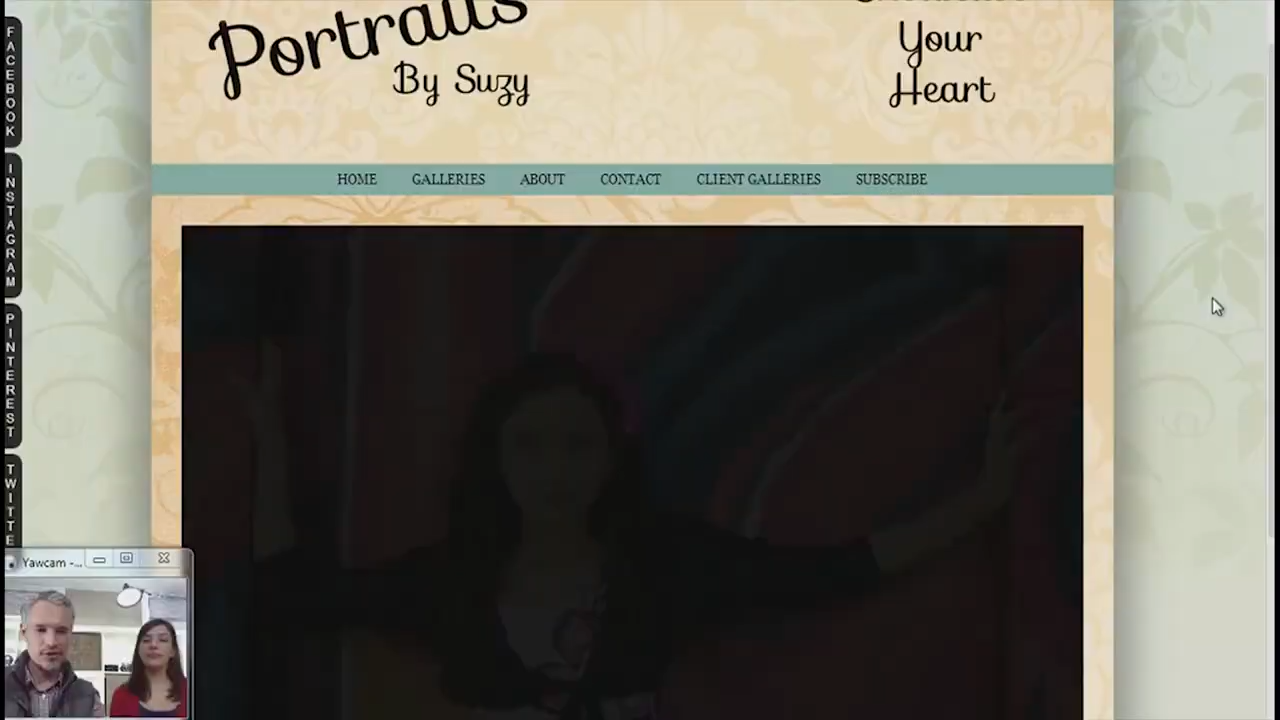 Portraits
By Suzy
Your
Heart
HOME GALLERIES ABOUT CONTACT CLIENT GALLERIES SUBSCRIBE
FACEBOOK
INSTAGRAM
PINTEREST
TWITTE
Yawcam -...